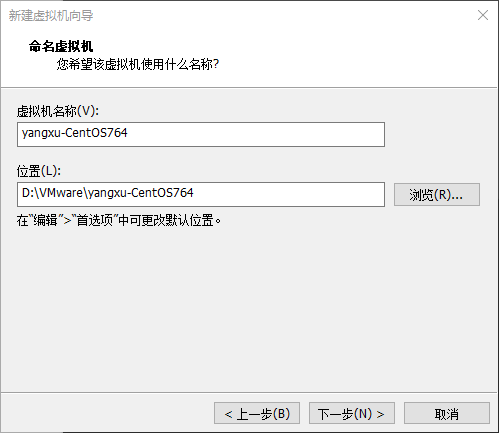 新建虚拟机向导
命名虚拟机
您希望该虚拟机使用什么名称?
虚拟机名称(V):
yangxu-CentOS764
位置(L):
D:\VMware\yangxu-CentOS764
浏览(R)...
在“编辑”>“首选项”中可更改默认位置。
< 上一步(B) 下一步(N) > 取消